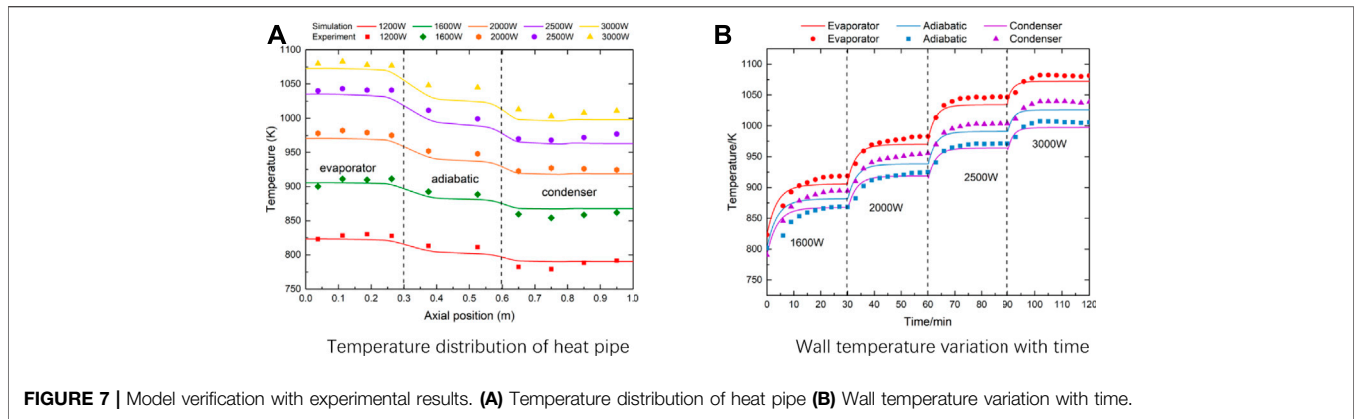 A
Simulation 1200W 1600W 2000W 2500W 3000W
Experiment 1200W 1600W 2000W 2500W 3000W
1100
1050
1000
950
900
850
800
750
Temperature (K)
evaporator
adiabatic
condenser
0.0 0.1 0.2 0.3 0.4 0.5 0.6 0.7 0.8 0.9 1.0
Axial position (m)
Temperature distribution of heat pipe
B
Evaporator Adiabatic Condenser
Evaporator Adiabatic Condenser
1100
1050
1000
950
900
850
800
750
Temperature/K
1600W
2000W
2500W
3000W
0 10 20 30 40 50 60 70 80 90 100 110 120
Time/min
Wall temperature variation with time
FIGURE 7 | Model verification with experimental results. (A) Temperature distribution of heat pipe (B) Wall temperature variation with time.